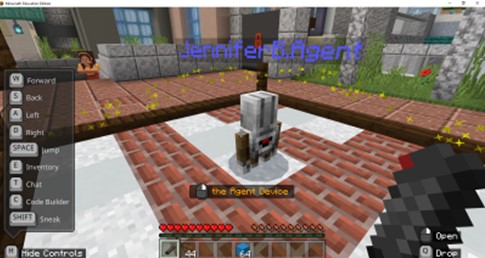 Minecraft Education Edition
Jennifer B.Agent
W Forward
S Back
A Left
D Right
SPACE Jump
E Inventory
T Chat
C Code Builder
SHIFT Sneak
the Agent Device
44
64
H Hide Controls
Open
Q Drop